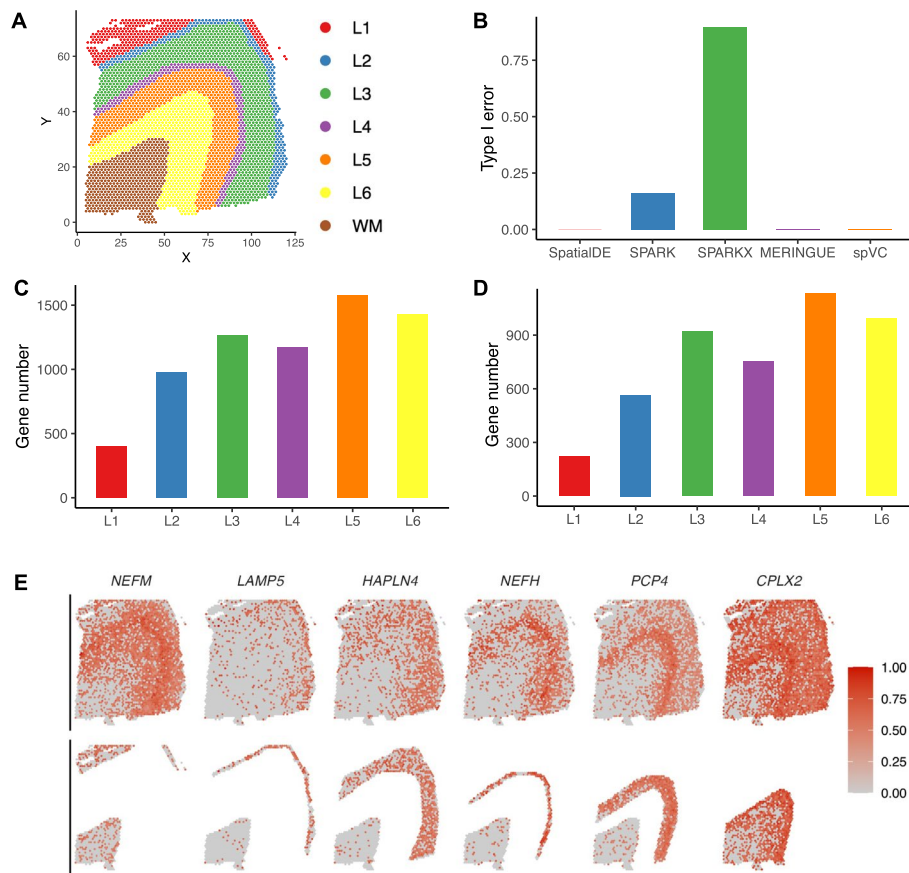 A
Y
60
40
20
0
0 25 50 75 100 125
X
L1
L2
L3
L4
L5
L6
WM
B
Type I error
0.75
0.50
0.25
0.00
SpatialDE SPARK SPARKX MERINGUE spVC
C
Gene number
1500
1000
500
0
L1 L2 L3 L4 L5 L6
D
Gene number
900
600
300
0
L1 L2 L3 L4 L5 L6
E
NEFM LAMP5 HAPLN4 NEFH PCP4 CPLX2
1.00
0.75
0.50
0.25
0.00